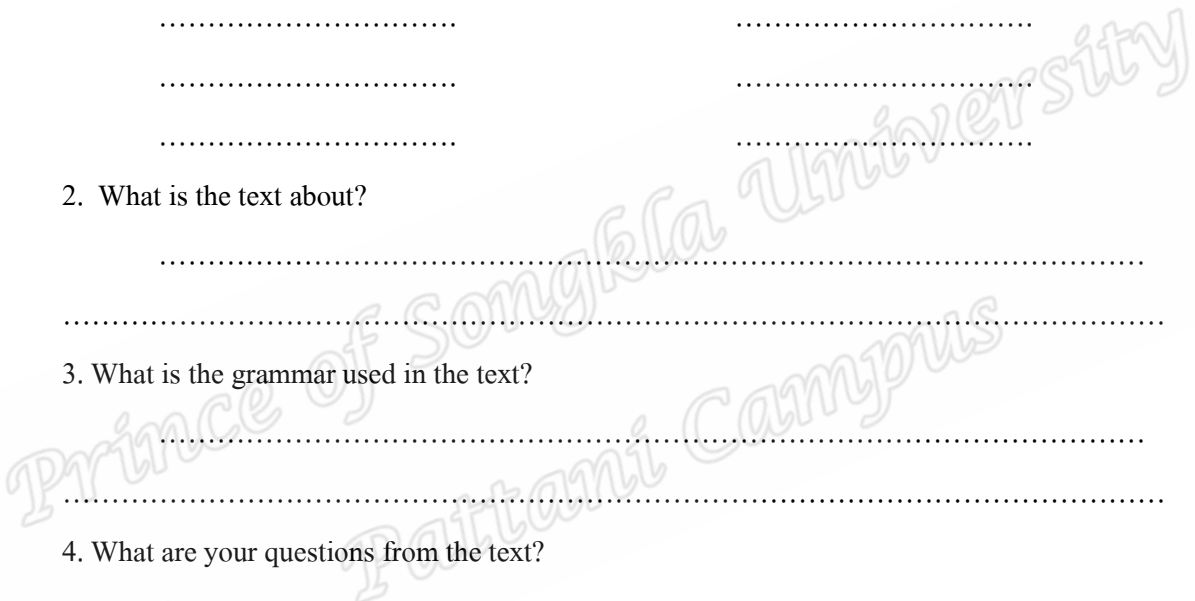 ………………………….	………………………….
………………………….	………………………….
………………………….	………………………….
2. What is the text about?
………………………………………………………………………………………
…………………………………………………………………………………………………
3. What is the grammar used in the text?
………………………………………………………………………………………
…………………………………………………………………………………………………
4. What are your questions from the text?
Prince of Songkla University
Pattani Campus